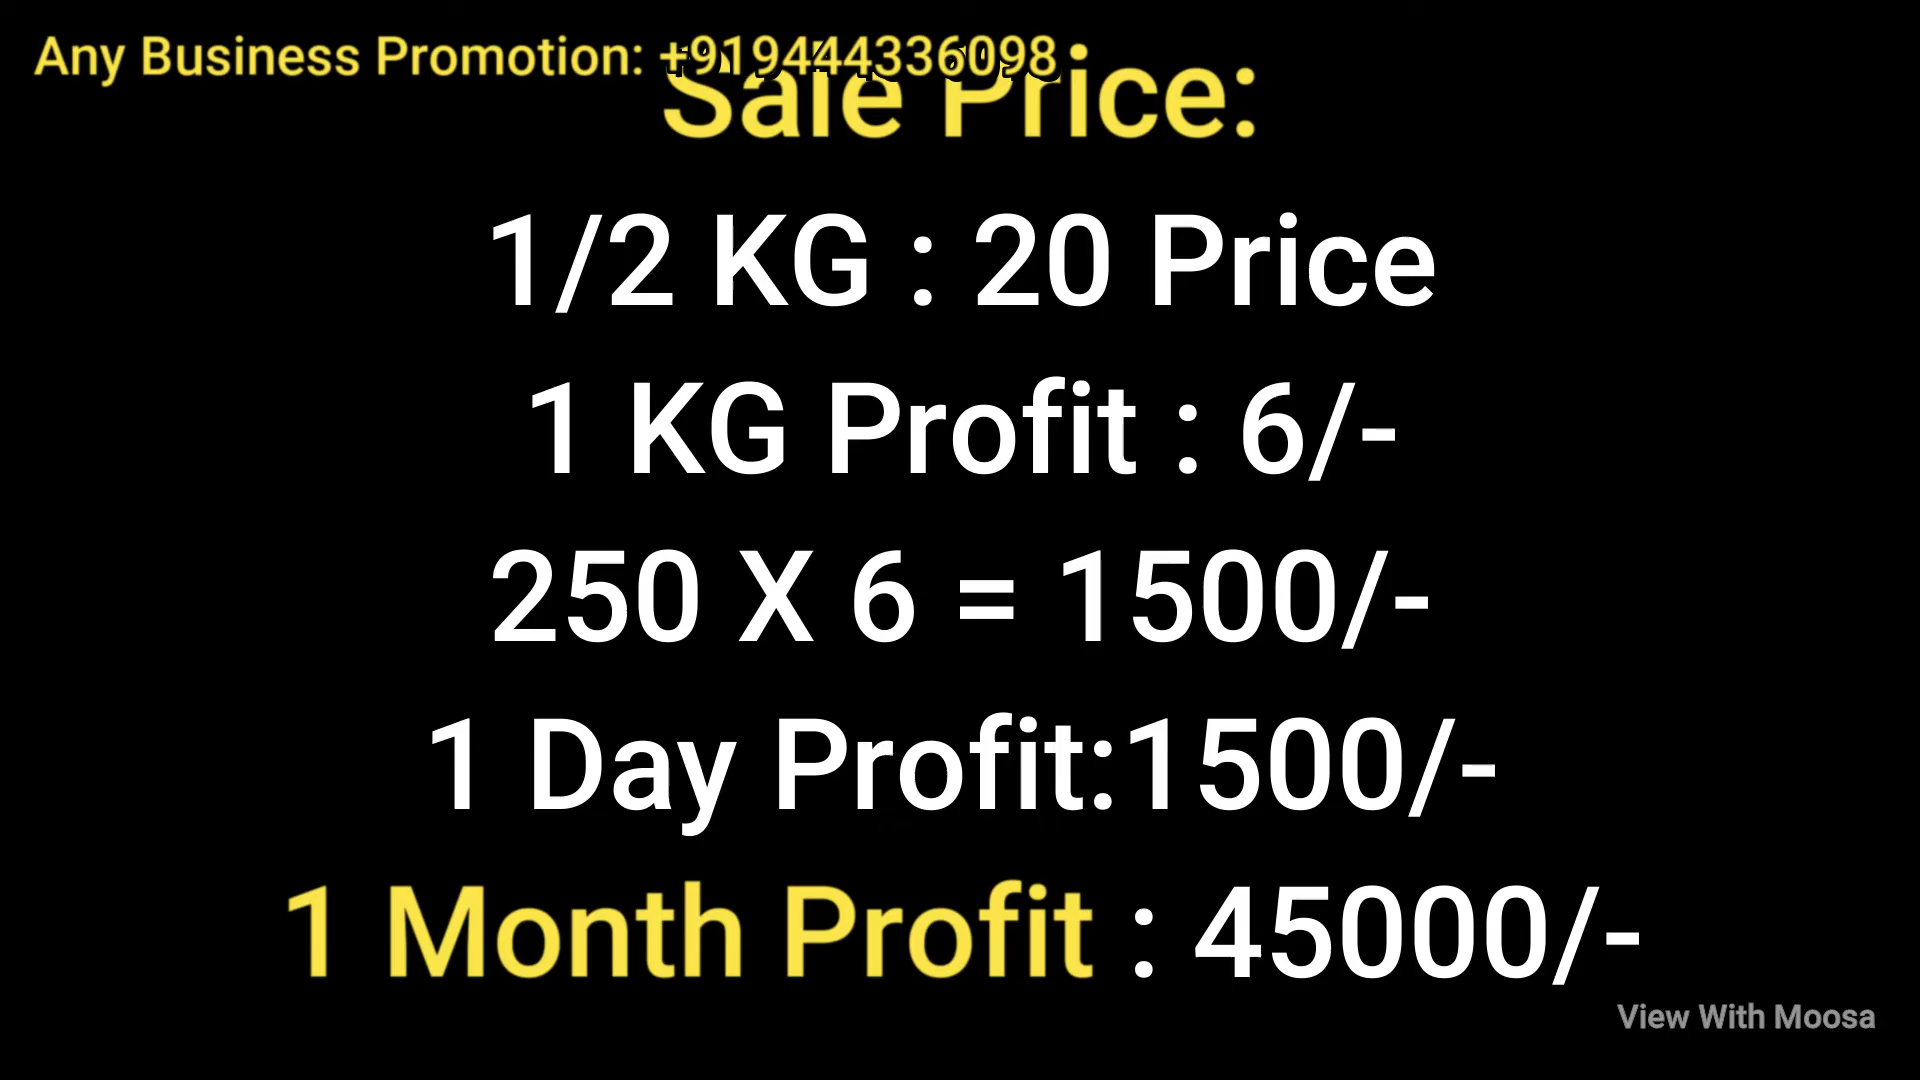 Any Business Promotion: +919444336098
Sale Price:
1/2 KG : 20 Price
1 KG Profit : 6/-
250 X 6 = 1500/-
1 Day Profit:1500/-
1 Month Profit : 45000/-
View With Moosa